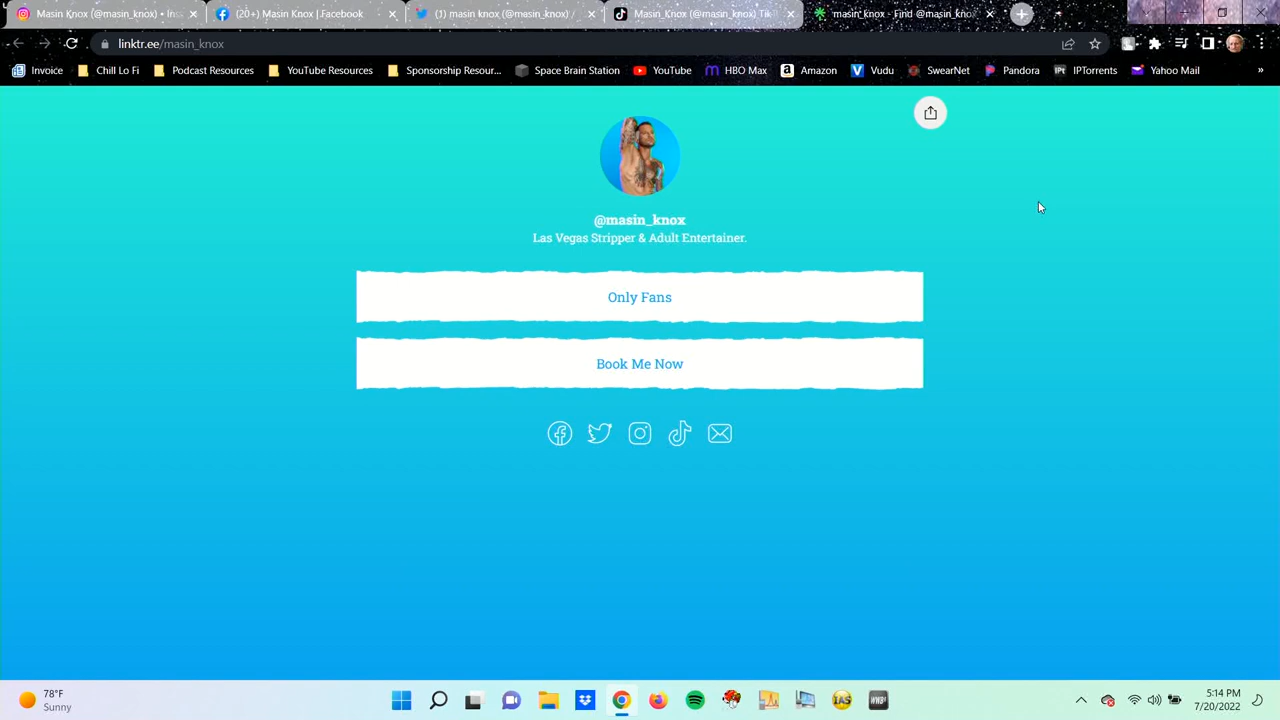 Masin Knox (@masin_knox) • Ins
(20+) Masin Knox | Facebook
(1) masin knox (@masin_knox) /
Masin_Knox (@masin_knox) Tik
masin_knox - Find @masin_kno
linktr.ee/masin_knox
Invoice
Chill Lo Fi
Podcast Resources
YouTube Resources
Sponsorship Resour...
Space Brain Station
YouTube
HBO Max
Amazon
Vudu
SwearNet
IPt
Pandora
IPTorrents
Yahoo Mail
»
@masin_knox
Las Vegas Stripper & Adult Entertainer.
Only Fans
Book Me Now
78°F
Sunny
IAS
5:14 PM
7/20/2022